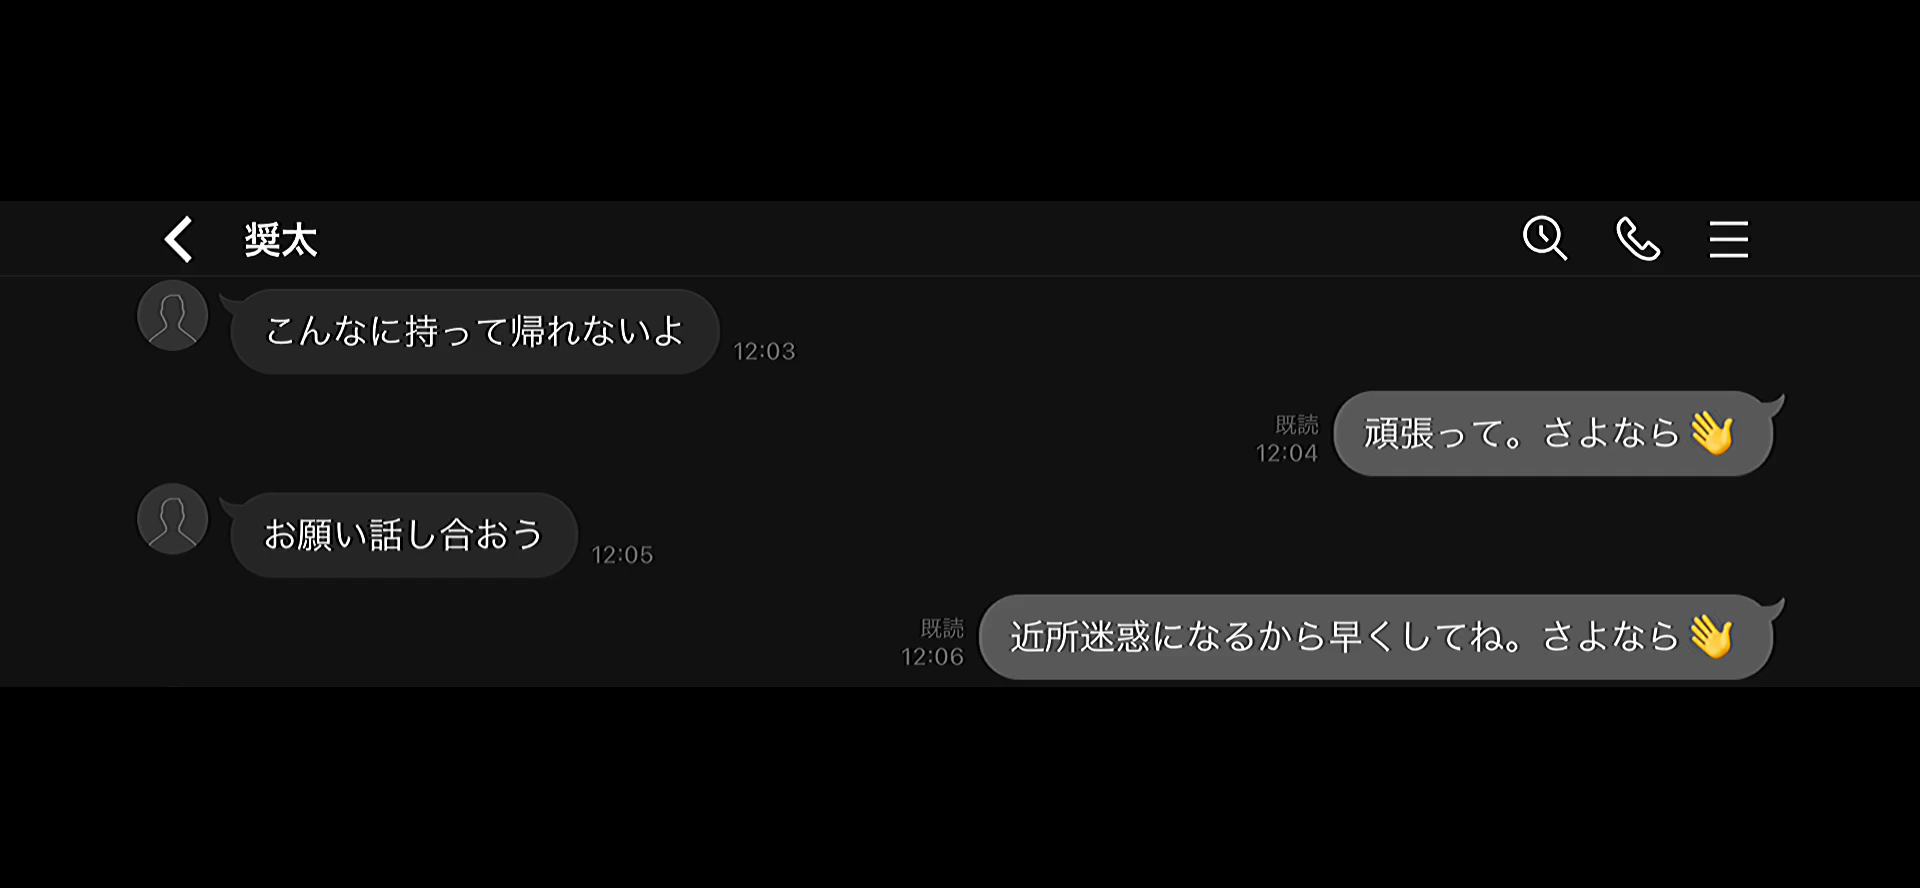 奨太
こんなに持って帰れないよ
12:03
既読
12:04
頑張って。さよなら👋
お願い話し合おう
12:05
既読
12:06
近所迷惑になるから早くしてね。さよなら👋